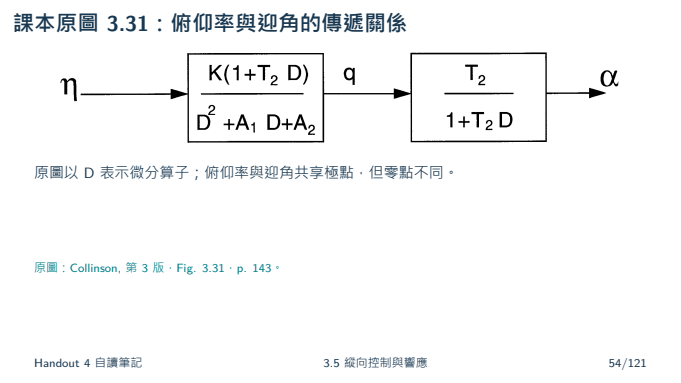 課本原圖 3.31：俯仰率與迎角的傳遞關係
η K(1+T₂ D) q T₂ α
D² +A₁ D+A₂ 1+T₂ D
原圖以 D 表示微分算子；俯仰率與迎角共享極點，但零點不同。
原圖：Collinson, 第 3 版，Fig. 3.31，p. 143。
Handout 4 自讀筆記 3.5 縱向控制與響應 54/121